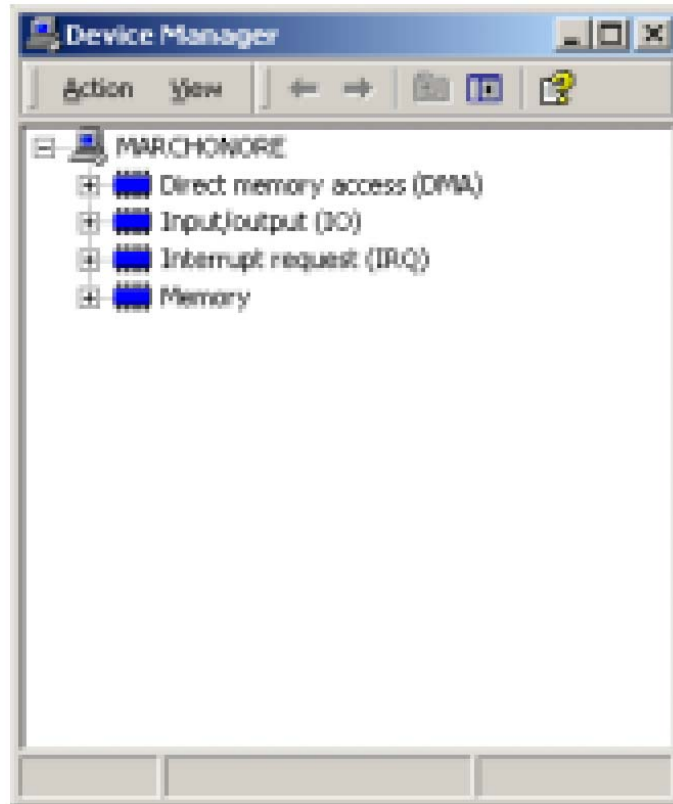 Device Manager
Action View
MARCHONORE
Direct memory access (DMA)
Input/output (IO)
Interrupt request (IRQ)
Memory